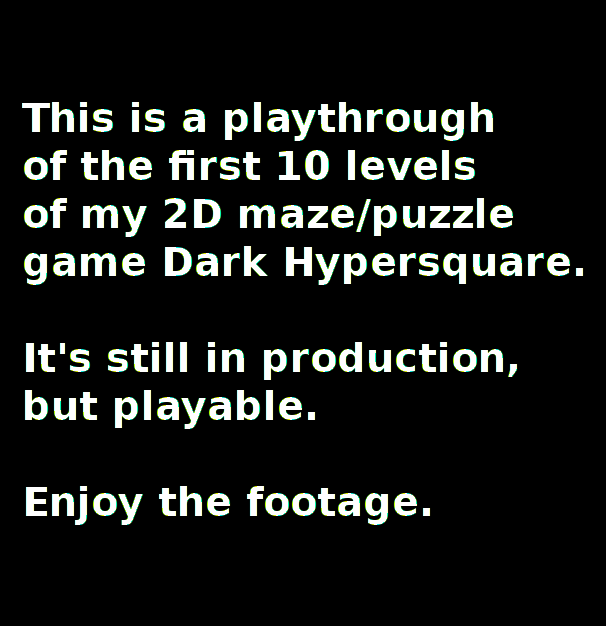 This is a playthrough
of the first 10 levels
of my 2D maze/puzzle
game Dark Hypersquare.
It's still in production,
but playable.
Enjoy the footage.